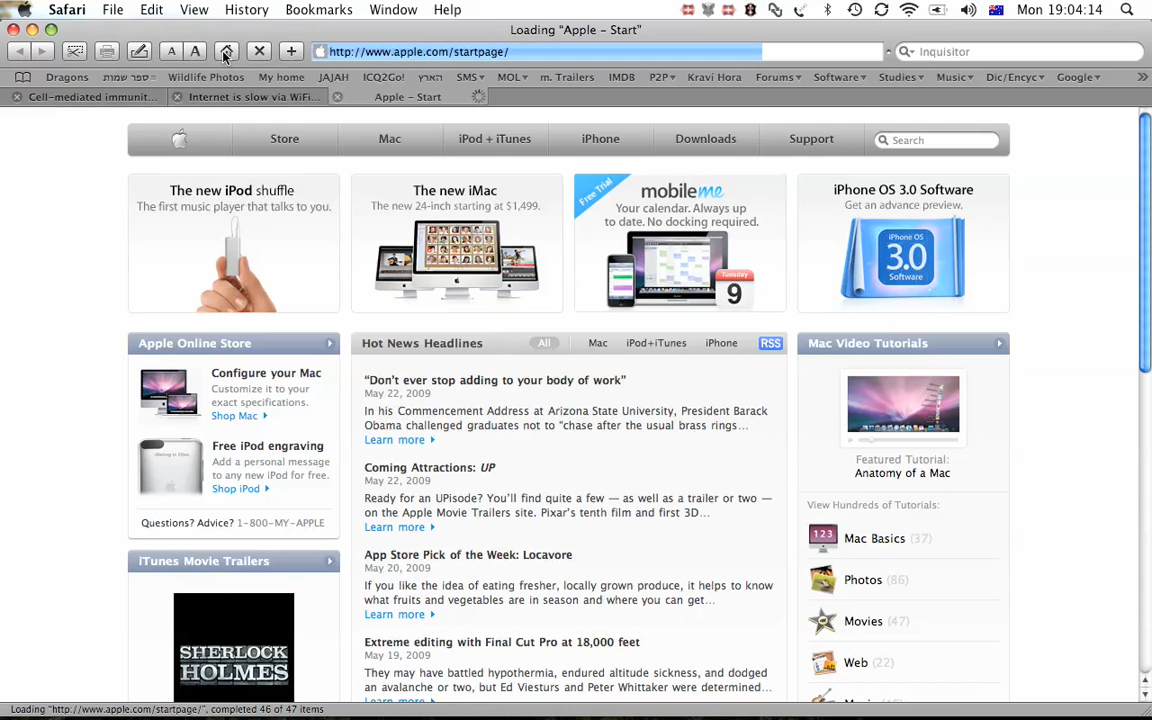 Safari File Edit View History Bookmarks Window Help Mon 19:04:14
Loading “Apple – Start”
A A http://www.apple.com/startpage/ Inquisitor
Dragons ספר שמות Wildlife Photos My home JAJAH ICQ2Go! הארץ SMS MOL m. Trailers IMDB P2P Kravi Hora Forums Software Studies Music Dic/Encyc Google
Cell-mediated immunit... Internet is slow via WiFi... Apple – Start
Store Mac iPod + iTunes iPhone Downloads Support Search
The new iPod shuffle
The first music player that talks to you.
The new iMac
The new 24-inch starting at $1,499.
Free Trial
mobileme
Your calendar. Always up
to date. No docking required.
Tuesday
9
iPhone OS 3.0 Software
Get an advance preview.
iPhone OS
3.0
Software
Apple Online Store
Configure your Mac
Customize it to your
exact specifications.
Shop Mac
Free iPod engraving
Add a personal message
to any new iPod for free.
Shop iPod
Questions? Advice? 1-800-MY-APPLE
iTunes Movie Trailers
SHERLOCK
HOLMES
Hot News Headlines All Mac iPod+iTunes iPhone RSS
“Don’t ever stop adding to your body of work”
May 22, 2009
In his Commencement Address at Arizona State University, President Barack
Obama challenged graduates not to “chase after the usual brass rings...
Learn more
Coming Attractions: UP
May 22, 2009
Ready for an UPisode? You’ll find quite a few — as well as a trailer or two —
on the Apple Movie Trailers site. Pixar’s tenth film and first 3D...
Learn more
App Store Pick of the Week: Locavore
May 20, 2009
If you like the idea of eating fresher, locally grown produce, it helps to know
what fruits and vegetables are in season and where you can get...
Learn more
Extreme editing with Final Cut Pro at 18,000 feet
May 19, 2009
They may have battled hypothermia, endured altitude sickness, and dodged
an avalanche or two, but Ed Viesturs and Peter Whittaker were determined...
Learn more
Mac Video Tutorials
Featured Tutorial:
Anatomy of a Mac
View Hundreds of Tutorials:
123
Mac Basics (37)
Photos (86)
Movies (47)
Web (22)
Loading “http://www.apple.com/startpage/”, completed 46 of 47 items